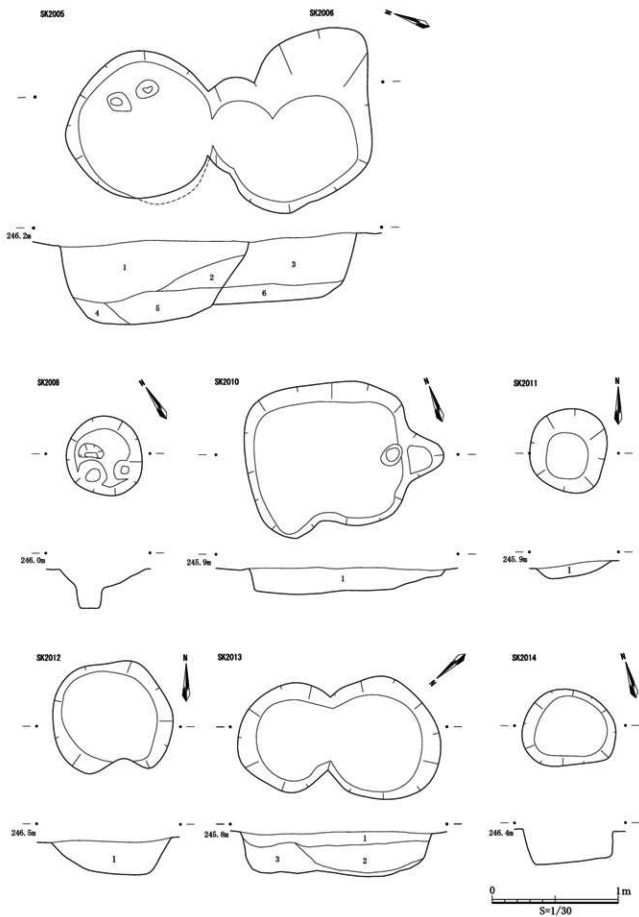 SK2005
SK2006
N
246.2m
1
2
3
4
5
6
SK2008
N
246.0m
SK2010
N
245.9m
1
SK2011
N
245.9m
1
SK2012
N
246.5m
1
SK2013
N
245.8m
1
2
3
SK2014
N
246.4m
0 1m
S=1/30